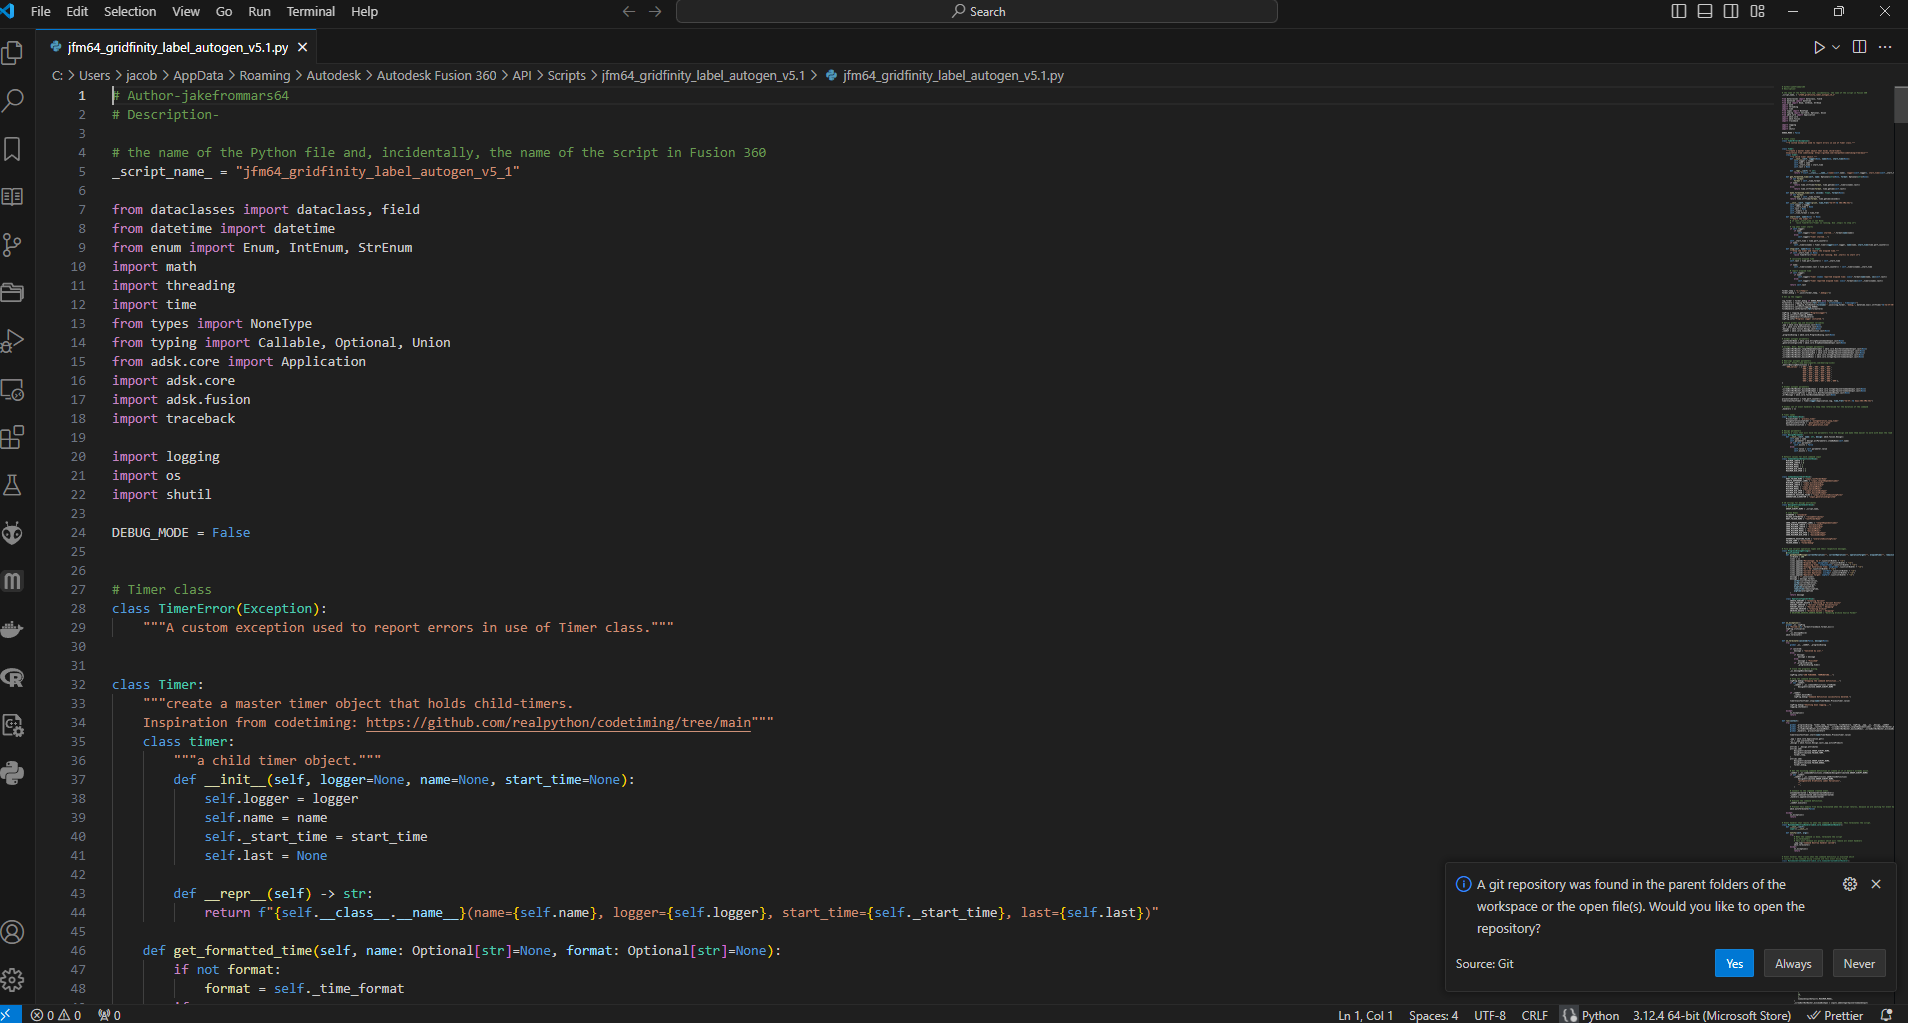 File Edit Selection View Go Run Terminal Help
Search
jfm64_gridfinity_label_autogen_v5.1.py
C: > Users > jacob > AppData > Roaming > Autodesk > Autodesk Fusion 360 > API > Scripts > jfm64_gridfinity_label_autogen_v5.1 > jfm64_gridfinity_label_autogen_v5.1.py
1 # Author-jakefrommars64
2 # Description-
3
4 # the name of the Python file and, incidentally, the name of the script in Fusion 360
5 _script_name_ = "jfm64_gridfinity_label_autogen_v5_1"
6
7 from dataclasses import dataclass, field
8 from datetime import datetime
9 from enum import Enum, IntEnum, StrEnum
10 import math
11 import threading
12 import time
13 from types import NoneType
14 from typing import Callable, Optional, Union
15 from adsk.core import Application
16 import adsk.core
17 import adsk.fusion
18 import traceback
19
20 import logging
21 import os
22 import shutil
23
24 DEBUG_MODE = False
25
26
27 # Timer class
28 class TimerError(Exception):
29 """A custom exception used to report errors in use of Timer class."""
30
31
32 class Timer:
33 """create a master timer object that holds child-timers.
34 Inspiration from codetiming: https://github.com/realpython/codetiming/tree/main"""
35 class timer:
36 """a child timer object."""
37 def __init__(self, logger=None, name=None, start_time=None):
38 self.logger = logger
39 self.name = name
40 self._start_time = start_time
41 self.last = None
42
43 def __repr__(self) -> str:
44 return f"{self.__class__.__name__}(name={self.name}, logger={self.logger}, start_time={self._start_time}, last={self.last})"
45
46 def get_formatted_time(self, name: Optional[str]=None, format: Optional[str]=None):
47 if not format:
48 format = self._time_format
A git repository was found in the parent folders of the
workspace or the open file(s). Would you like to open the
repository?
Source: Git
Yes Always Never
0 0 0 Ln 1, Col 1 Spaces: 4 UTF-8 CRLF Python 3.12.4 64-bit (Microsoft Store) Prettier